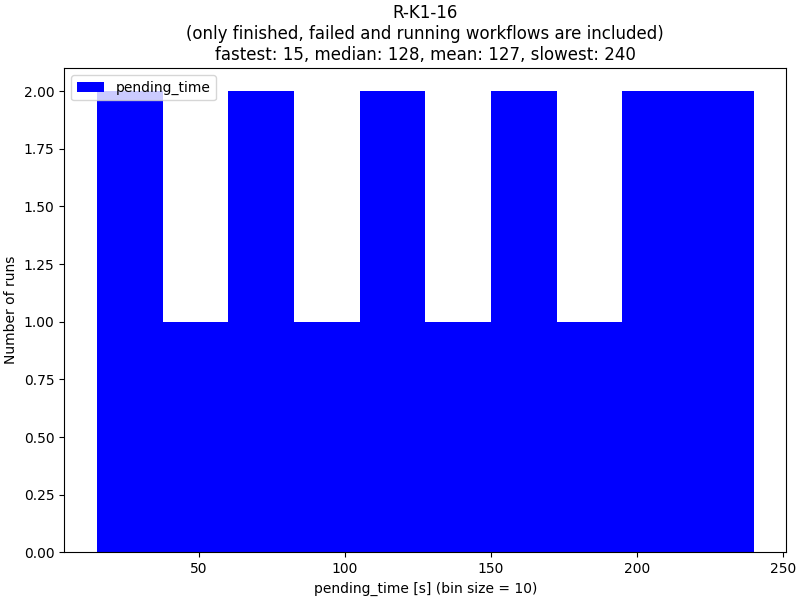 R-K1-16
(only finished, failed and running workflows are included)
fastest: 15, median: 128, mean: 127, slowest: 240
pending_time
2.00
1.75
1.50
1.25
1.00
0.75
0.50
0.25
0.00
Number of runs
50
100
150
200
250
pending_time [s] (bin size = 10)